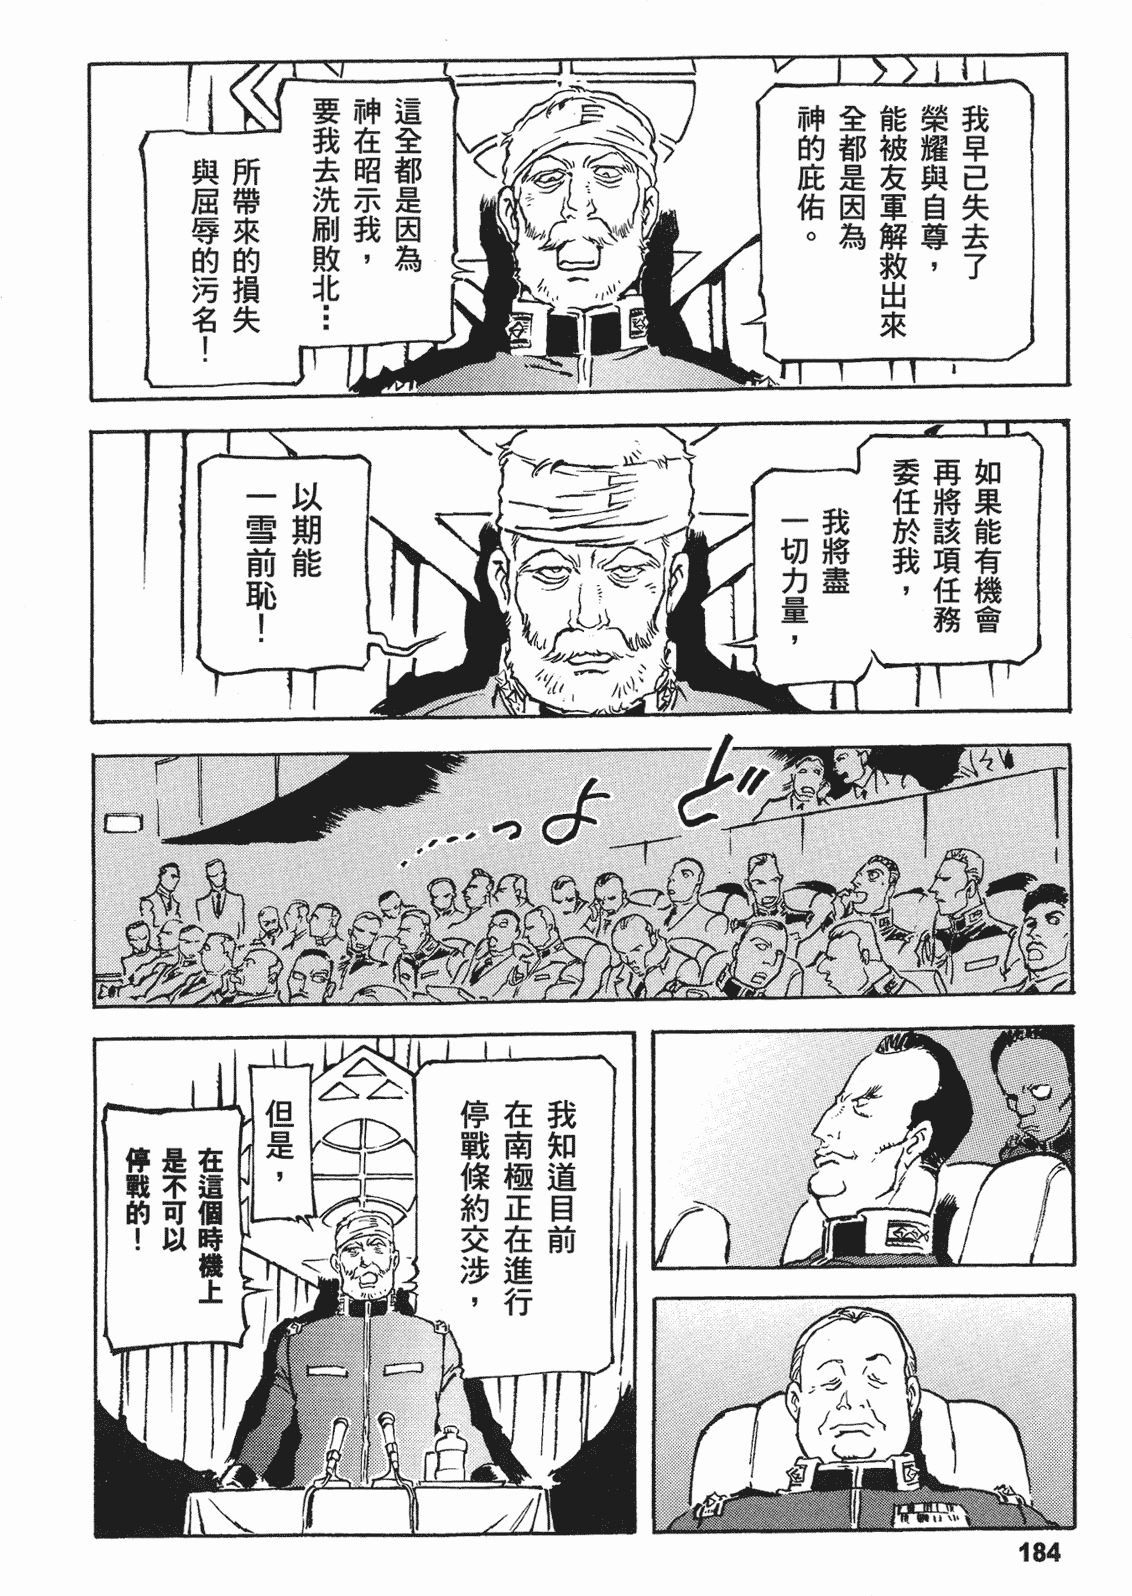 我早已失去了
榮耀與自尊，
能被友軍解救出來
全都是因為
神的庇佑。
這全都是因為
神在昭示我，
要我去洗刷敗北…
所帶來的損失
與屈辱的污名！
如果能有機會
再將該項任務
委任於我，
我將盡
一切力量，
以期能
一雪前恥！
どよっ……
我知道目前
在南極正在進行
停戰條約交涉，
但是，
在這個時機上
是不可以
停戰的！
184